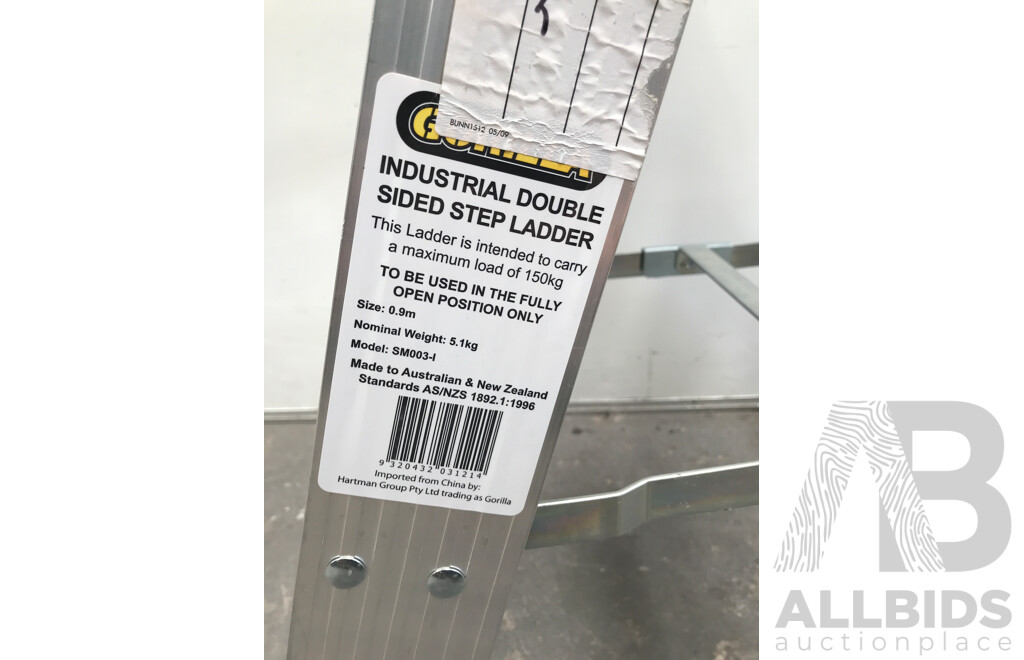 BUNN1512 05/09
GORILLA
INDUSTRIAL DOUBLE
SIDED STEP LADDER
This Ladder is intended to carry
a maximum load of 150kg
TO BE USED IN THE FULLY
OPEN POSITION ONLY
Size: 0.9m
Nominal Weight: 5.1kg
Model: SM003-I
Made to Australian & New Zealand
Standards AS/NZS 1892.1:1996
9 320432 031214
Imported from China by:
Hartman Group Pty Ltd trading as Gorilla
AB
ALLBIDS
auctionplace